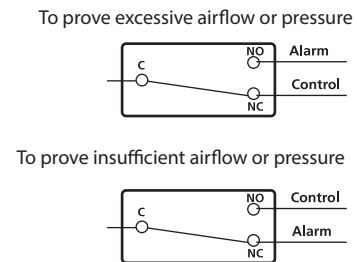 To prove excessive airflow or pressure
NO Alarm
C
Control
NC
To prove insufficient airflow or pressure
NO Control
C
Alarm
NC